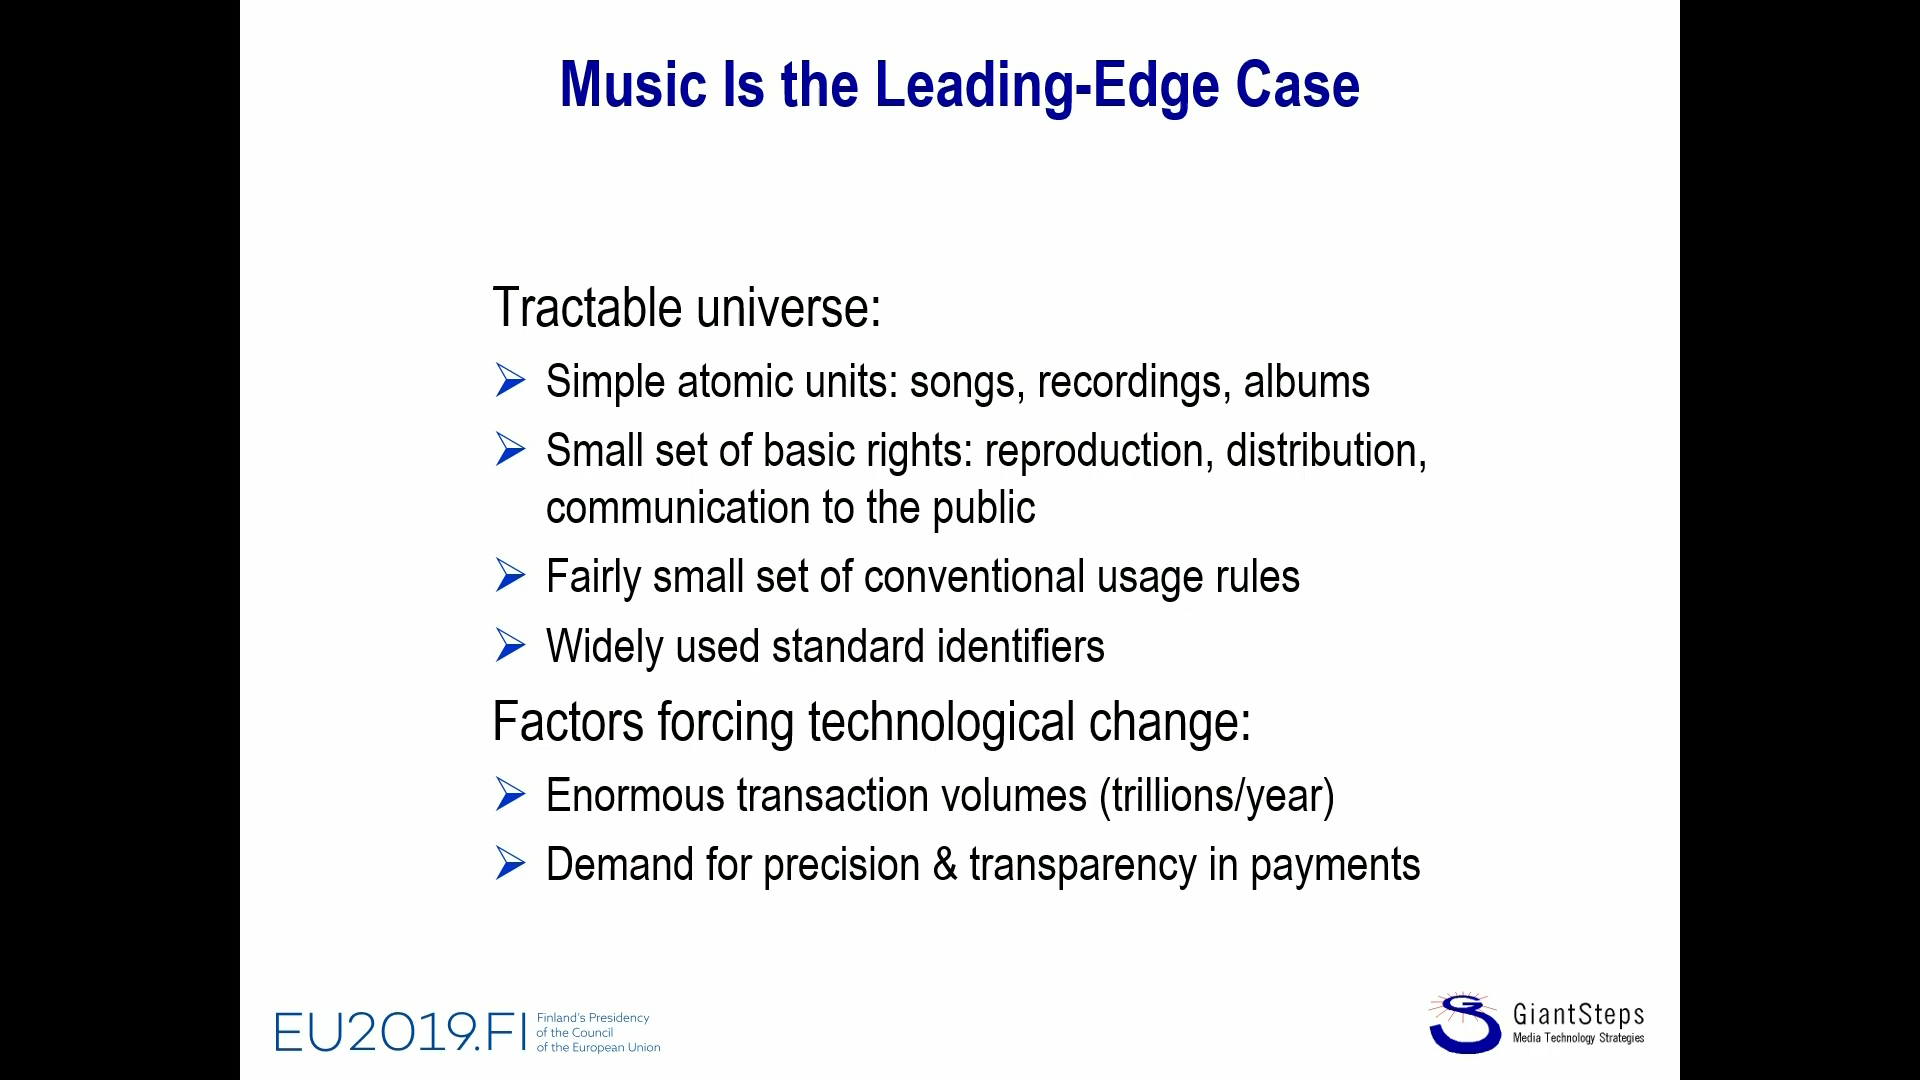 Music Is the Leading-Edge Case
Tractable universe:
Simple atomic units: songs, recordings, albums
Small set of basic rights: reproduction, distribution,
communication to the public
Fairly small set of conventional usage rules
Widely used standard identifiers
Factors forcing technological change:
Enormous transaction volumes (trillions/year)
Demand for precision & transparency in payments
EU2019.FI
Finland's Presidency
of the Council
of the European Union
GiantSteps
Media Technology Strategies